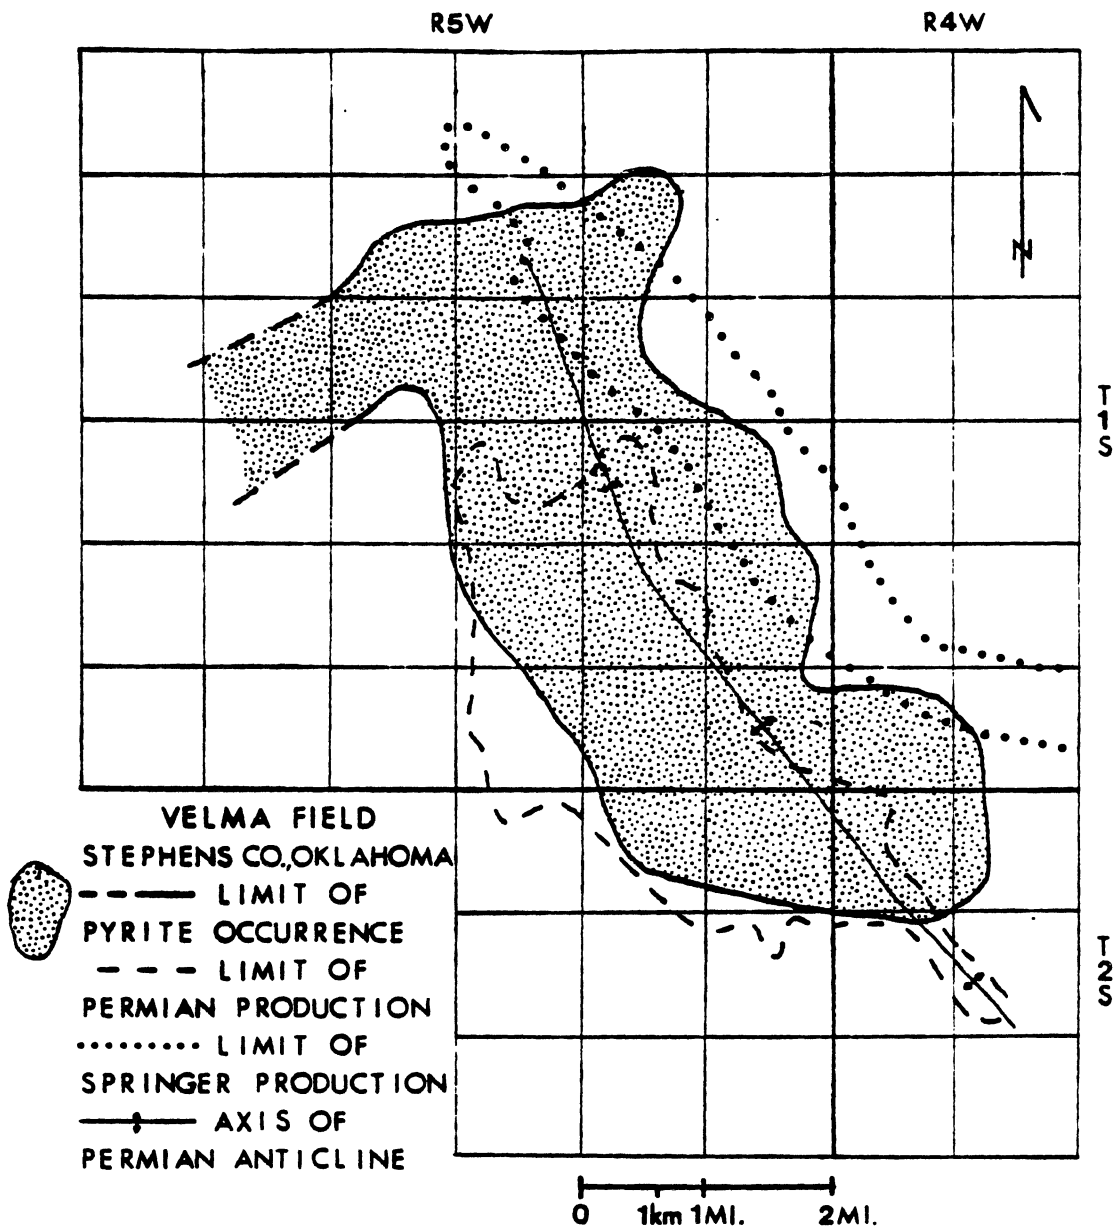 R5W R4W
N
T
1
S
VELMA FIELD
STEPHENS CO., OKLAHOMA
LIMIT OF
PYRITE OCCURRENCE
LIMIT OF
PERMIAN PRODUCTION
LIMIT OF
SPRINGER PRODUCTION
AXIS OF
PERMIAN ANTICLINE
T
2
S
0 1km 1MI. 2MI.